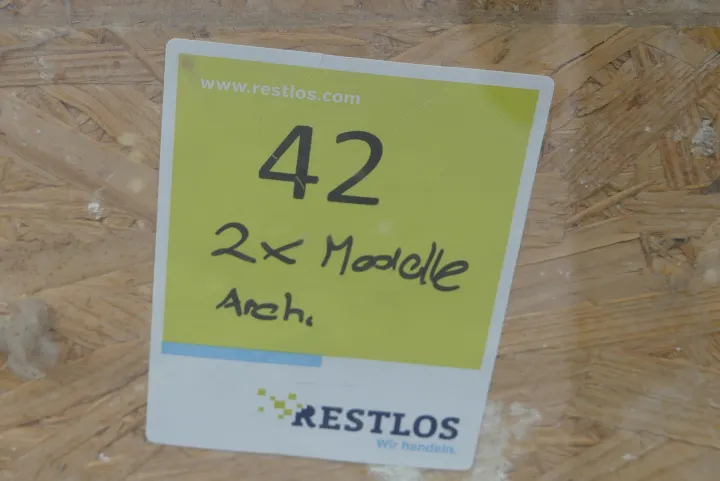 www.restlos.com
42
2x Modelle
Arch.
RESTLOS
Wir handeln.